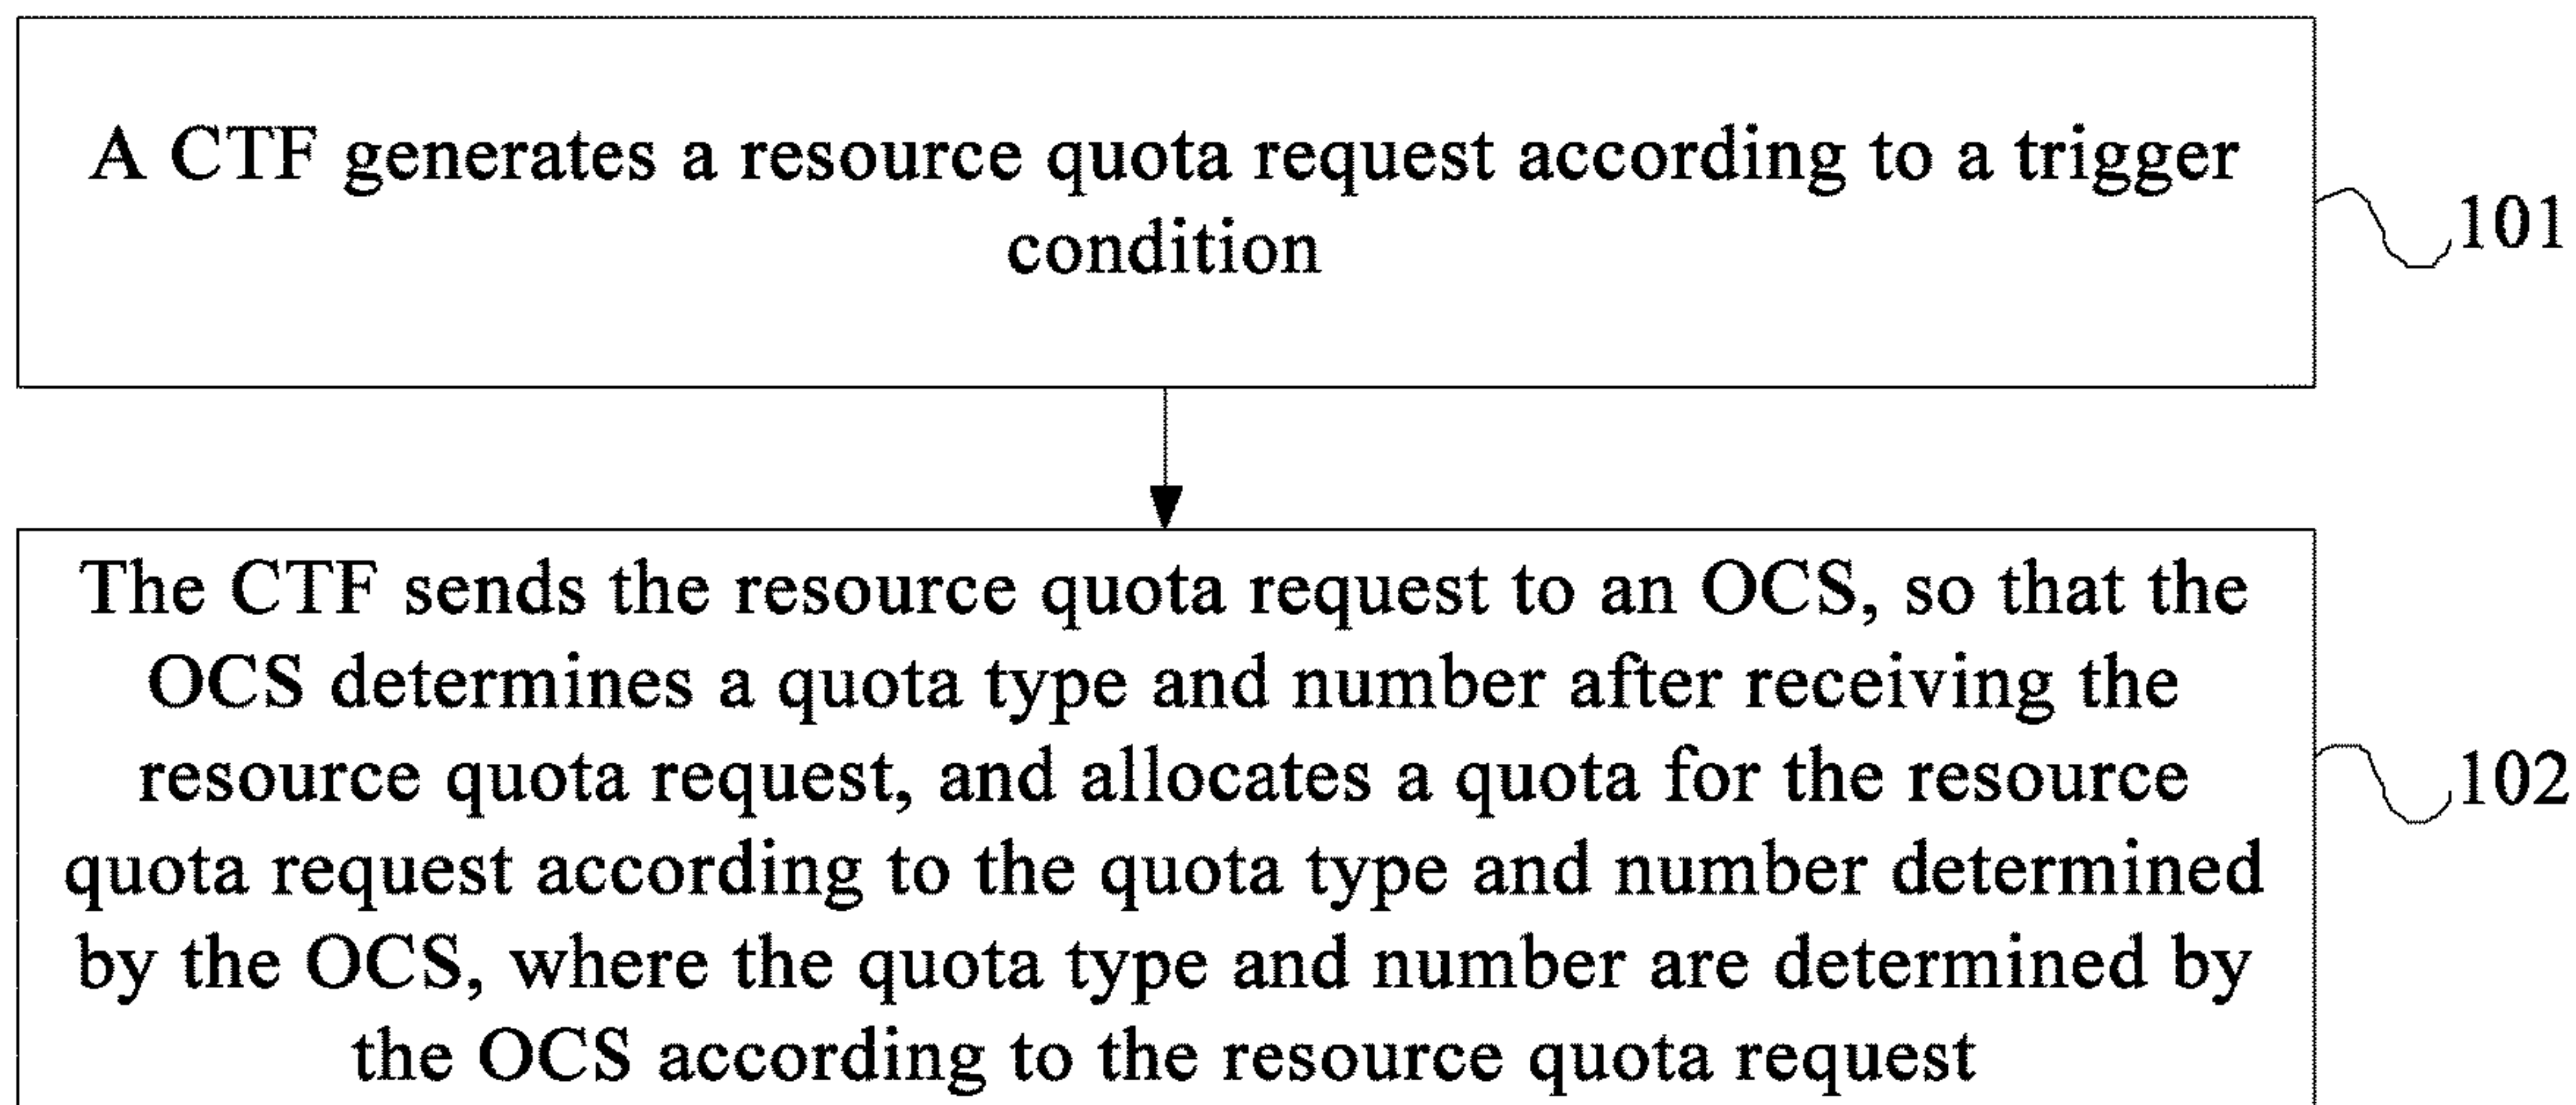 A CTF generates a resource quota request according to a trigger
condition
101
The CTF sends the resource quota request to an OCS, so that the
OCS determines a quota type and number after receiving the
resource quota request, and allocates a quota for the resource
quota request according to the quota type and number determined
by the OCS, where the quota type and number are determined by
the OCS according to the resource quota request
102